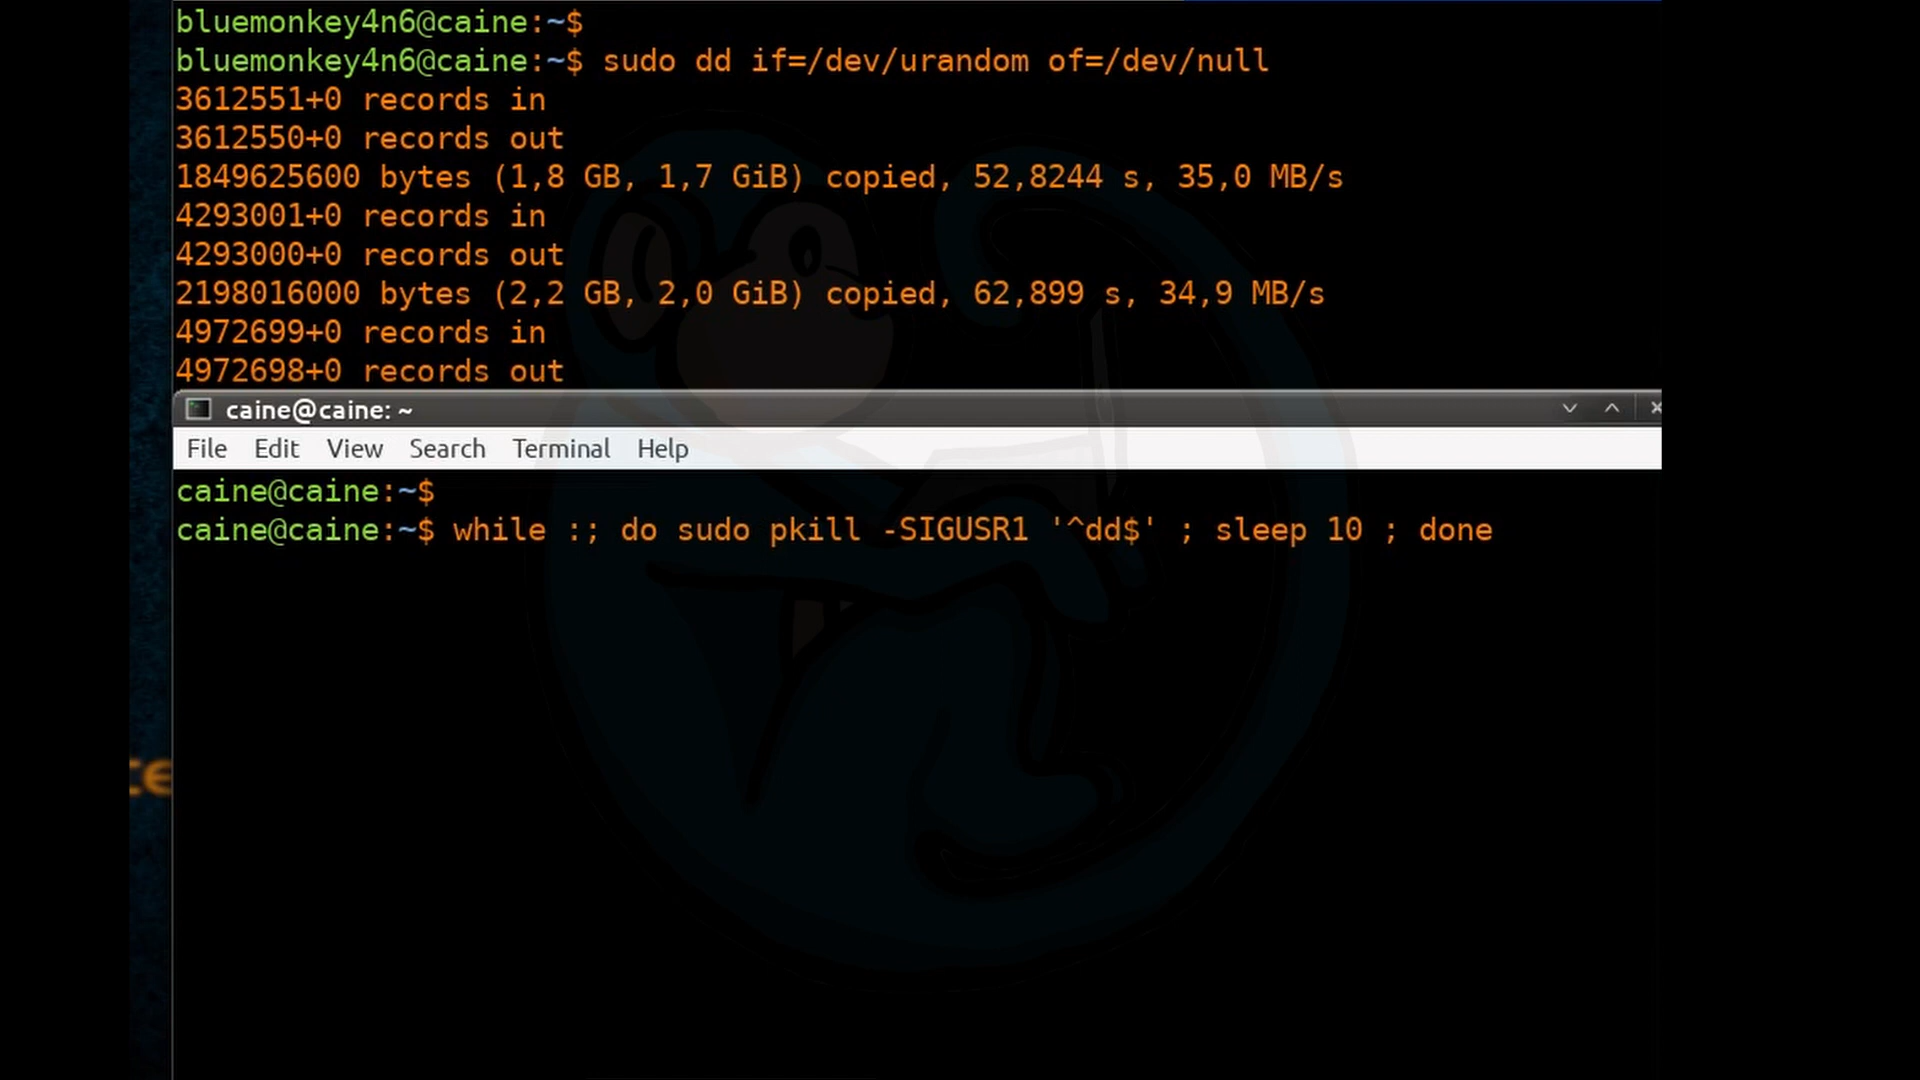 bluemonkey4n6@caine:~$
bluemonkey4n6@caine:~$ sudo dd if=/dev/urandom of=/dev/null
3612551+0 records in
3612550+0 records out
1849625600 bytes (1,8 GB, 1,7 GiB) copied, 52,8244 s, 35,0 MB/s
4293001+0 records in
4293000+0 records out
2198016000 bytes (2,2 GB, 2,0 GiB) copied, 62,899 s, 34,9 MB/s
4972699+0 records in
4972698+0 records out
caine@caine: ~
File Edit View Search Terminal Help
caine@caine:~$
caine@caine:~$ while :; do sudo pkill -SIGUSR1 '^dd$' ; sleep 10 ; done